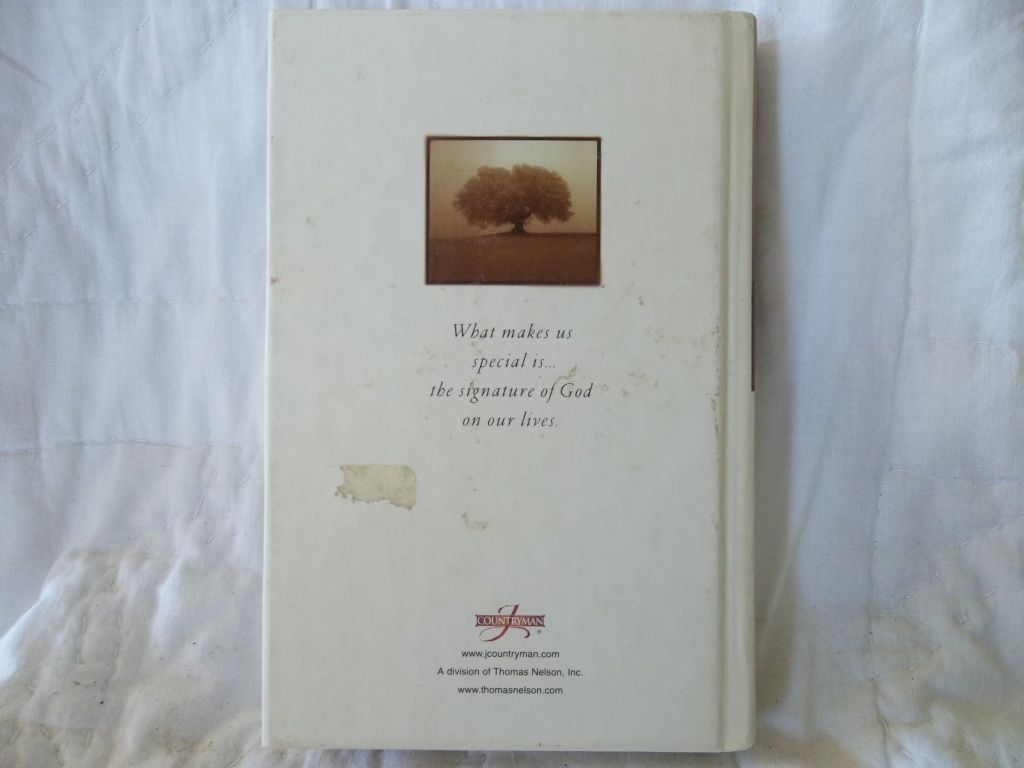 What makes us
special is...
the signature of God
on our lives.
J COUNTRYMAN ®
www.jcountryman.com
A division of Thomas Nelson, Inc.
www.thomasnelson.com